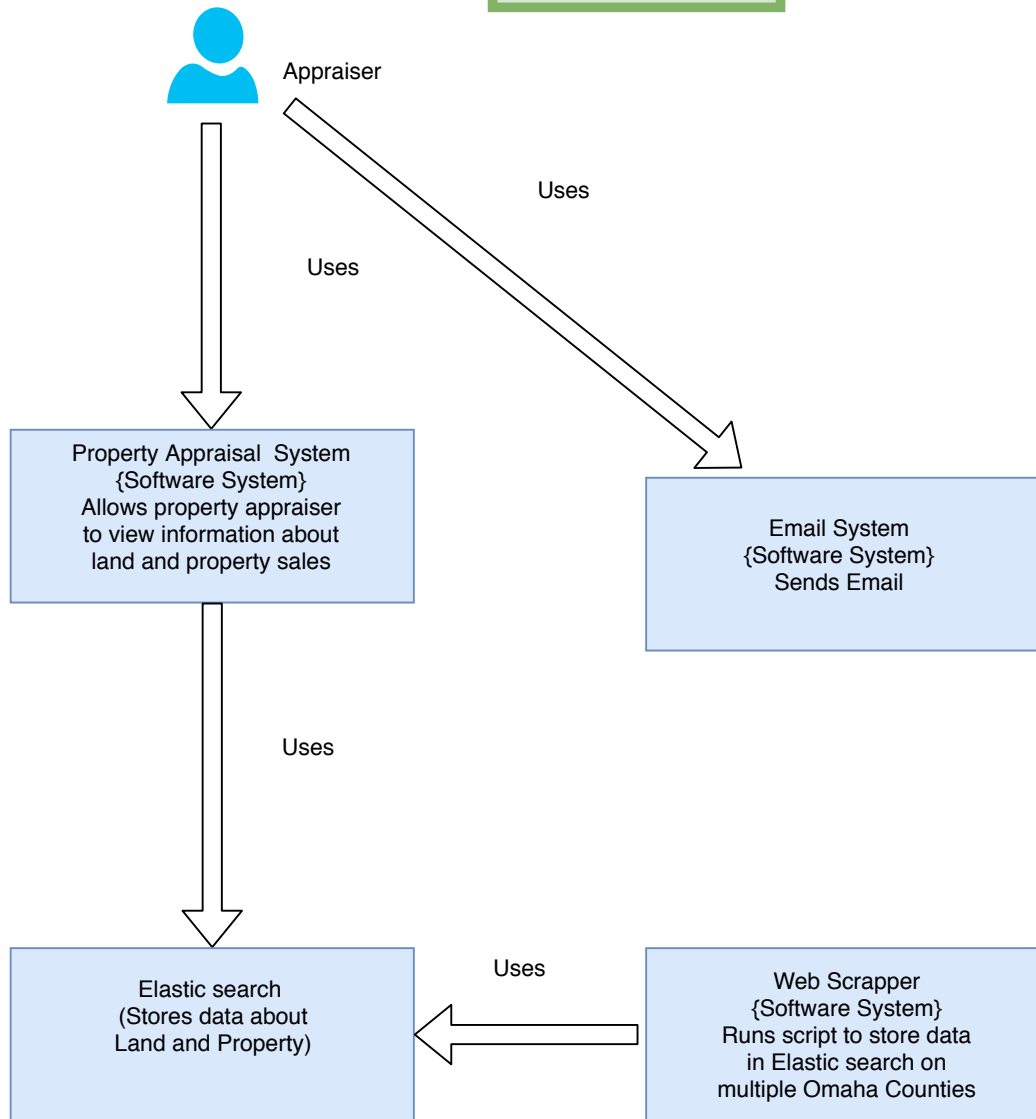 Appraiser
Uses
Uses
Property Appraisal  System
{Software System}
Allows property appraiser
to view information about
land and property sales
Email System
{Software System}
Sends Email
Uses
Elastic search
(Stores data about
Land and Property)
Uses
Web Scrapper
{Software System}
Runs script to store data
in Elastic search on
multiple Omaha Counties